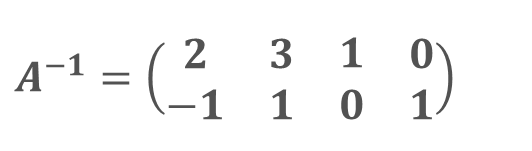 A⁻¹ = ( 2 3 1 0
−1 1 0 1 )